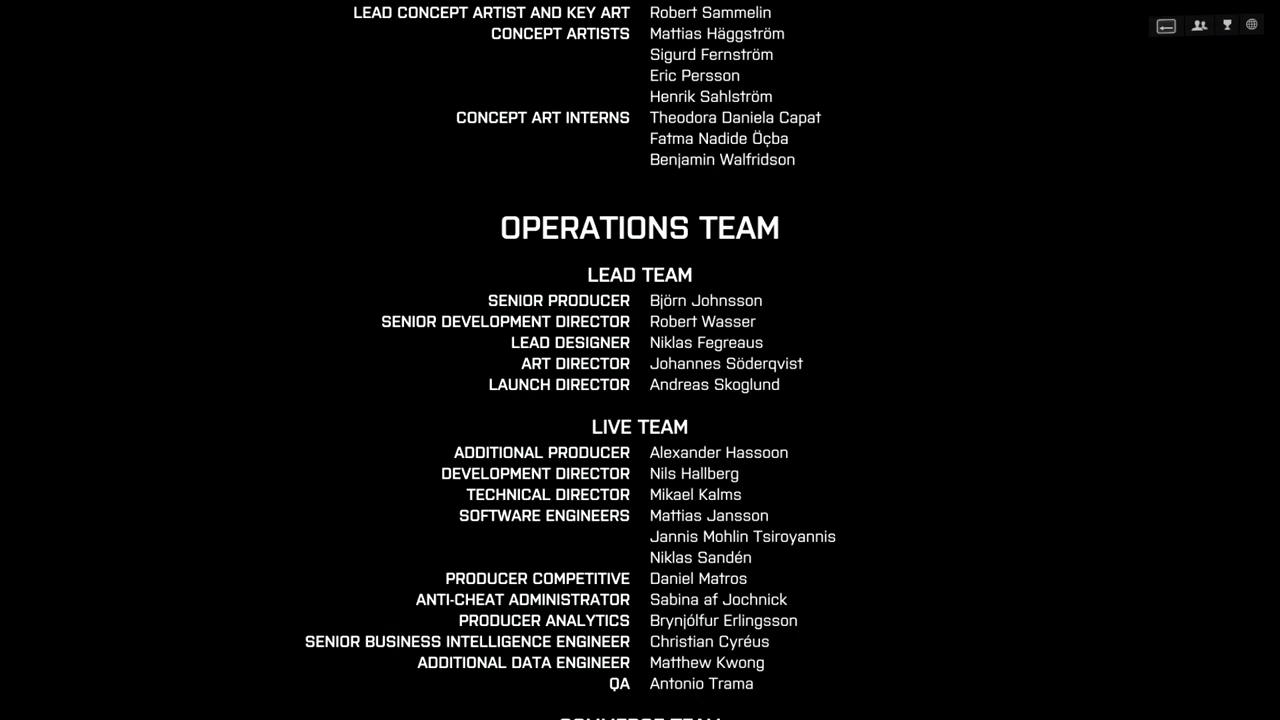 LEAD CONCEPT ARTIST AND KEY ART Robert Sammelin
CONCEPT ARTISTS Mattias Häggström
Sigurd Fernström
Eric Persson
Henrik Sahlström
CONCEPT ART INTERNS Theodora Daniela Capat
Fatma Nadide Öçba
Benjamin Walfridson
OPERATIONS TEAM
LEAD TEAM
SENIOR PRODUCER Björn Johnsson
SENIOR DEVELOPMENT DIRECTOR Robert Wasser
LEAD DESIGNER Niklas Fegreaus
ART DIRECTOR Johannes Söderqvist
LAUNCH DIRECTOR Andreas Skoglund
LIVE TEAM
ADDITIONAL PRODUCER Alexander Hassoon
DEVELOPMENT DIRECTOR Nils Hallberg
TECHNICAL DIRECTOR Mikael Kalms
SOFTWARE ENGINEERS Mattias Jansson
Jannis Mohlin Tsiroyannis
Niklas Sandén
PRODUCER COMPETITIVE Daniel Matros
ANTI-CHEAT ADMINISTRATOR Sabina af Jochnick
PRODUCER ANALYTICS Brynjólfur Erlingsson
SENIOR BUSINESS INTELLIGENCE ENGINEER Christian Cyréus
ADDITIONAL DATA ENGINEER Matthew Kwong
QA Antonio Trama
TEAM